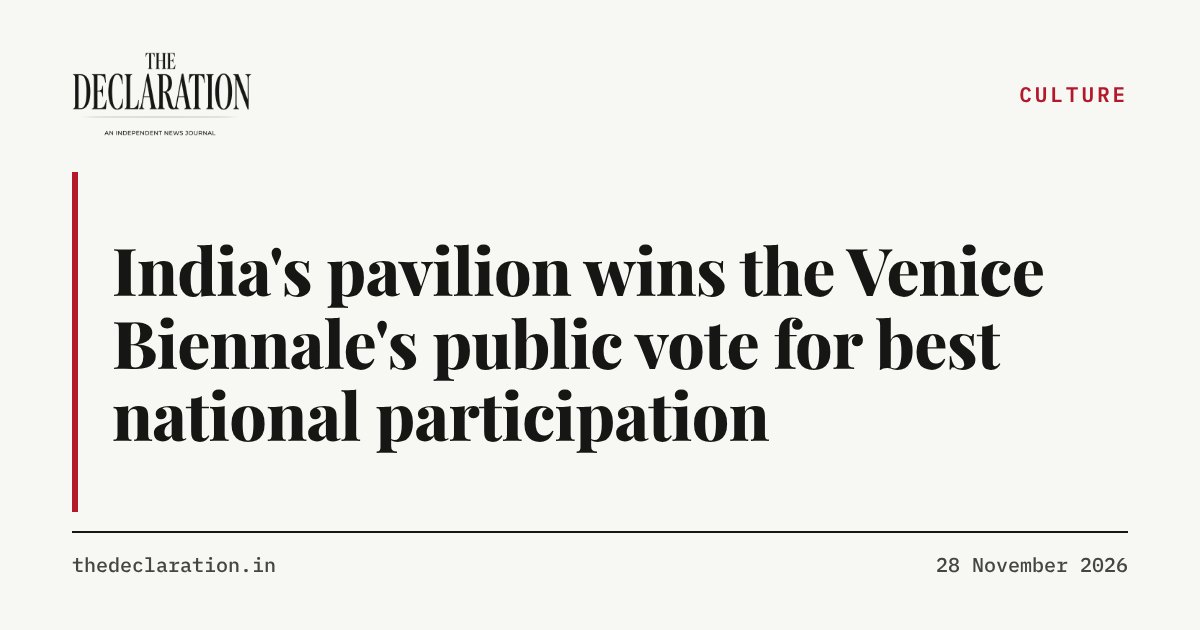 THE
DECLARATION
AN INDEPENDENT NEWS JOURNAL
CULTURE
India's pavilion wins the Venice
Biennale's public vote for best
national participation
thedeclaration.in
28 November 2026